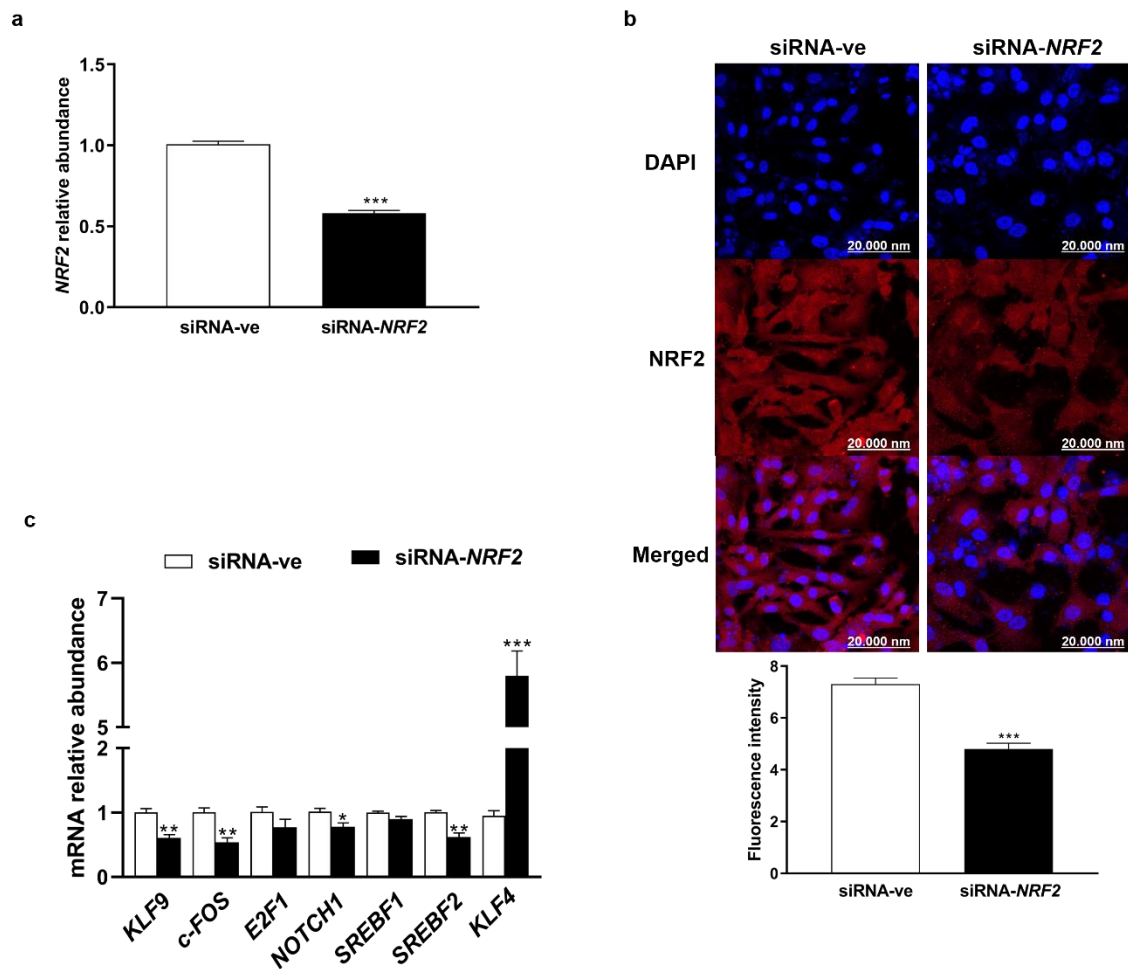 a
1.5
1.0
0.5
0.0
NRF2 relative abundance
***
siRNA-ve siRNA-NRF2
b
siRNA-ve siRNA-NRF2
DAPI
20.000 nm 20.000 nm
NRF2
20.000 nm 20.000 nm
Merged
20.000 nm 20.000 nm
8
6
4
2
0
Fluorescence intensity
***
siRNA-ve siRNA-NRF2
c
siRNA-ve siRNA-NRF2
7
6
5
2
1
0
mRNA relative abundance
** ** * ** ***
KLF9 c-FOS E2F1 NOTCH1 SREBF1 SREBF2 KLF4